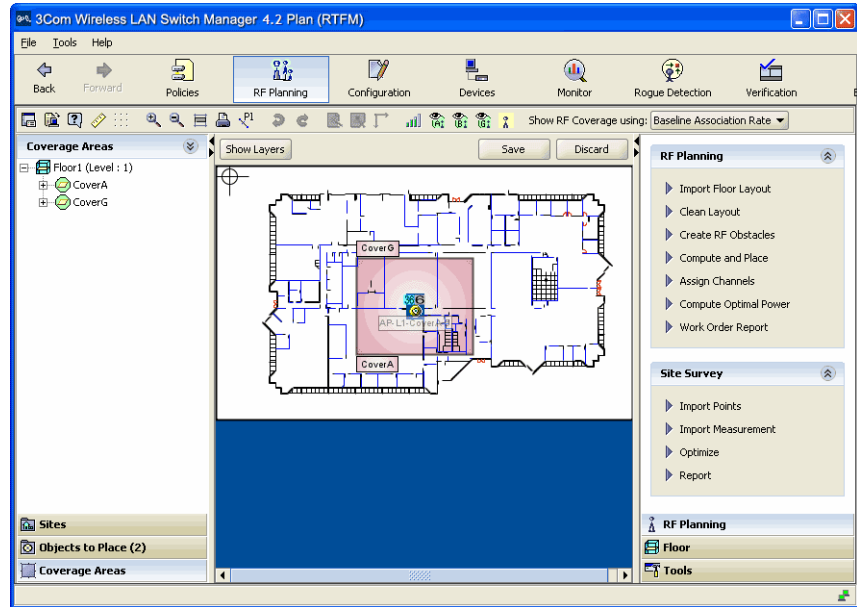 3Com Wireless LAN Switch Manager 4.2 Plan (RTFM)
File Tools Help
Back Forward Policies RF Planning Configuration Devices Monitor Rogue Detection Verification
Show RF Coverage using: Baseline Association Rate
Coverage Areas
Floor1 (Level : 1)
CoverA
CoverG
Sites
Objects to Place (2)
Coverage Areas
Show Layers Save Discard
CoverG
36 6
CoverA
RF Planning
Import Floor Layout
Clean Layout
Create RF Obstacles
Compute and Place
Assign Channels
Compute Optimal Power
Work Order Report
Site Survey
Import Points
Import Measurement
Optimize
Report
RF Planning
Floor
Tools